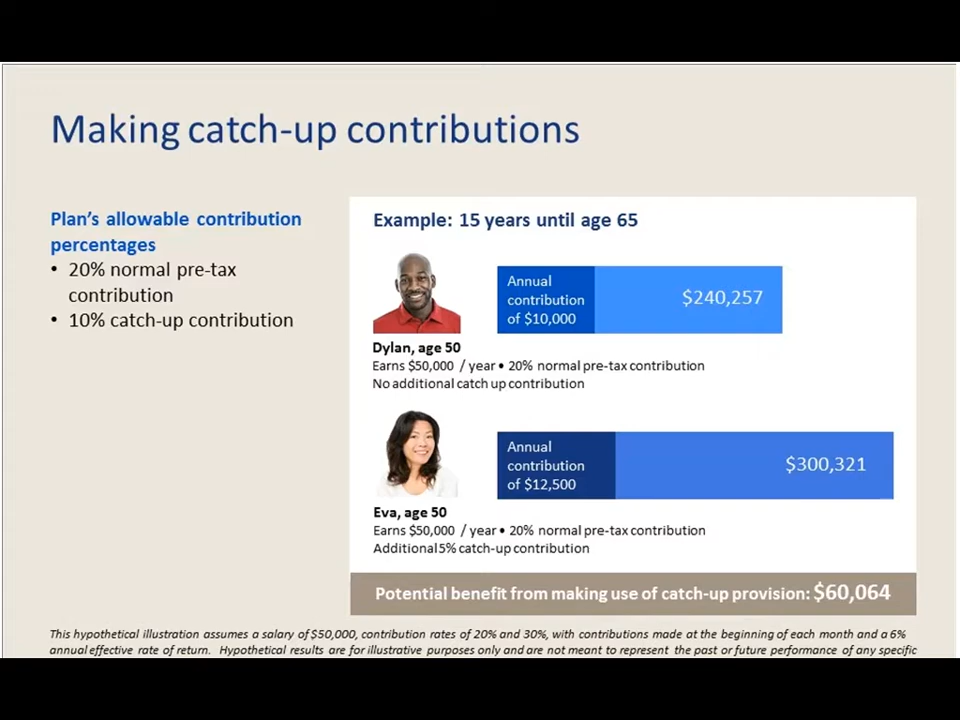 Making catch-up contributions
Plan’s allowable contribution
percentages
• 20% normal pre-tax
contribution
• 10% catch-up contribution
Example: 15 years until age 65
Annual
contribution
of $10,000
$240,257
Dylan, age 50
Earns $50,000 / year • 20% normal pre-tax contribution
No additional catch up contribution
Annual
contribution
of $12,500
$300,321
Eva, age 50
Earns $50,000 / year • 20% normal pre-tax contribution
Additional 5% catch-up contribution
Potential benefit from making use of catch-up provision: $60,064
This hypothetical illustration assumes a salary of $50,000, contribution rates of 20% and 30%, with contributions made at the beginning of each month and a 6%
annual effective rate of return. Hypothetical results are for illustrative purposes only and are not meant to represent the past or future performance of any specific